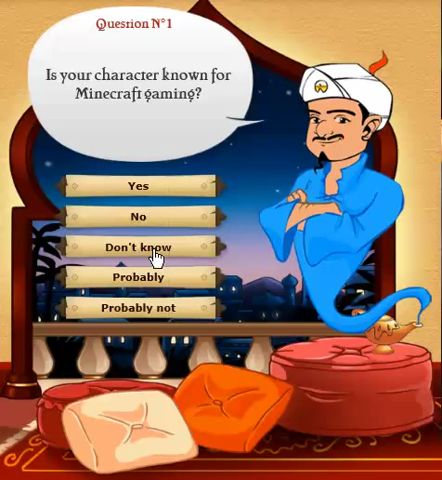 Question N°1
Is your character known for
Minecraft gaming?
Yes
No
Don't know
Probably
Probably not